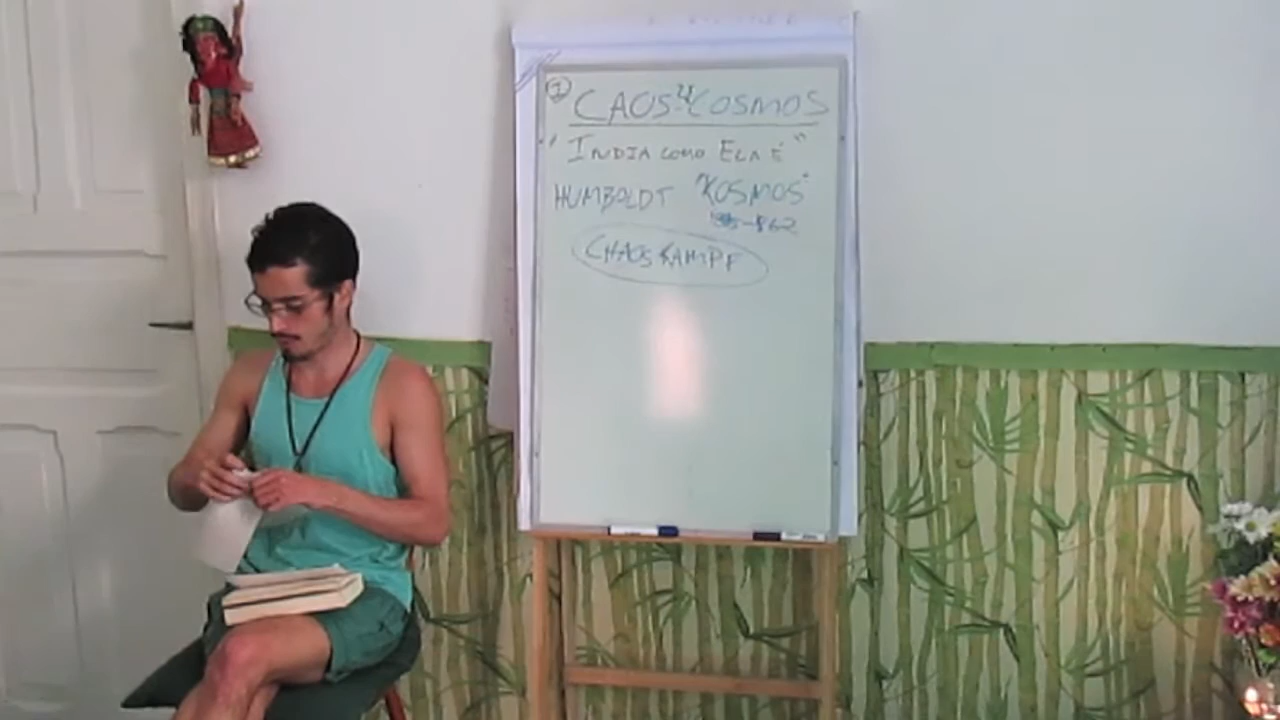 ① CAOS COSMOS
"INDIA COMO ELA É"
HUMBOLDT "KOSMOS"
CHAOSKAMPF